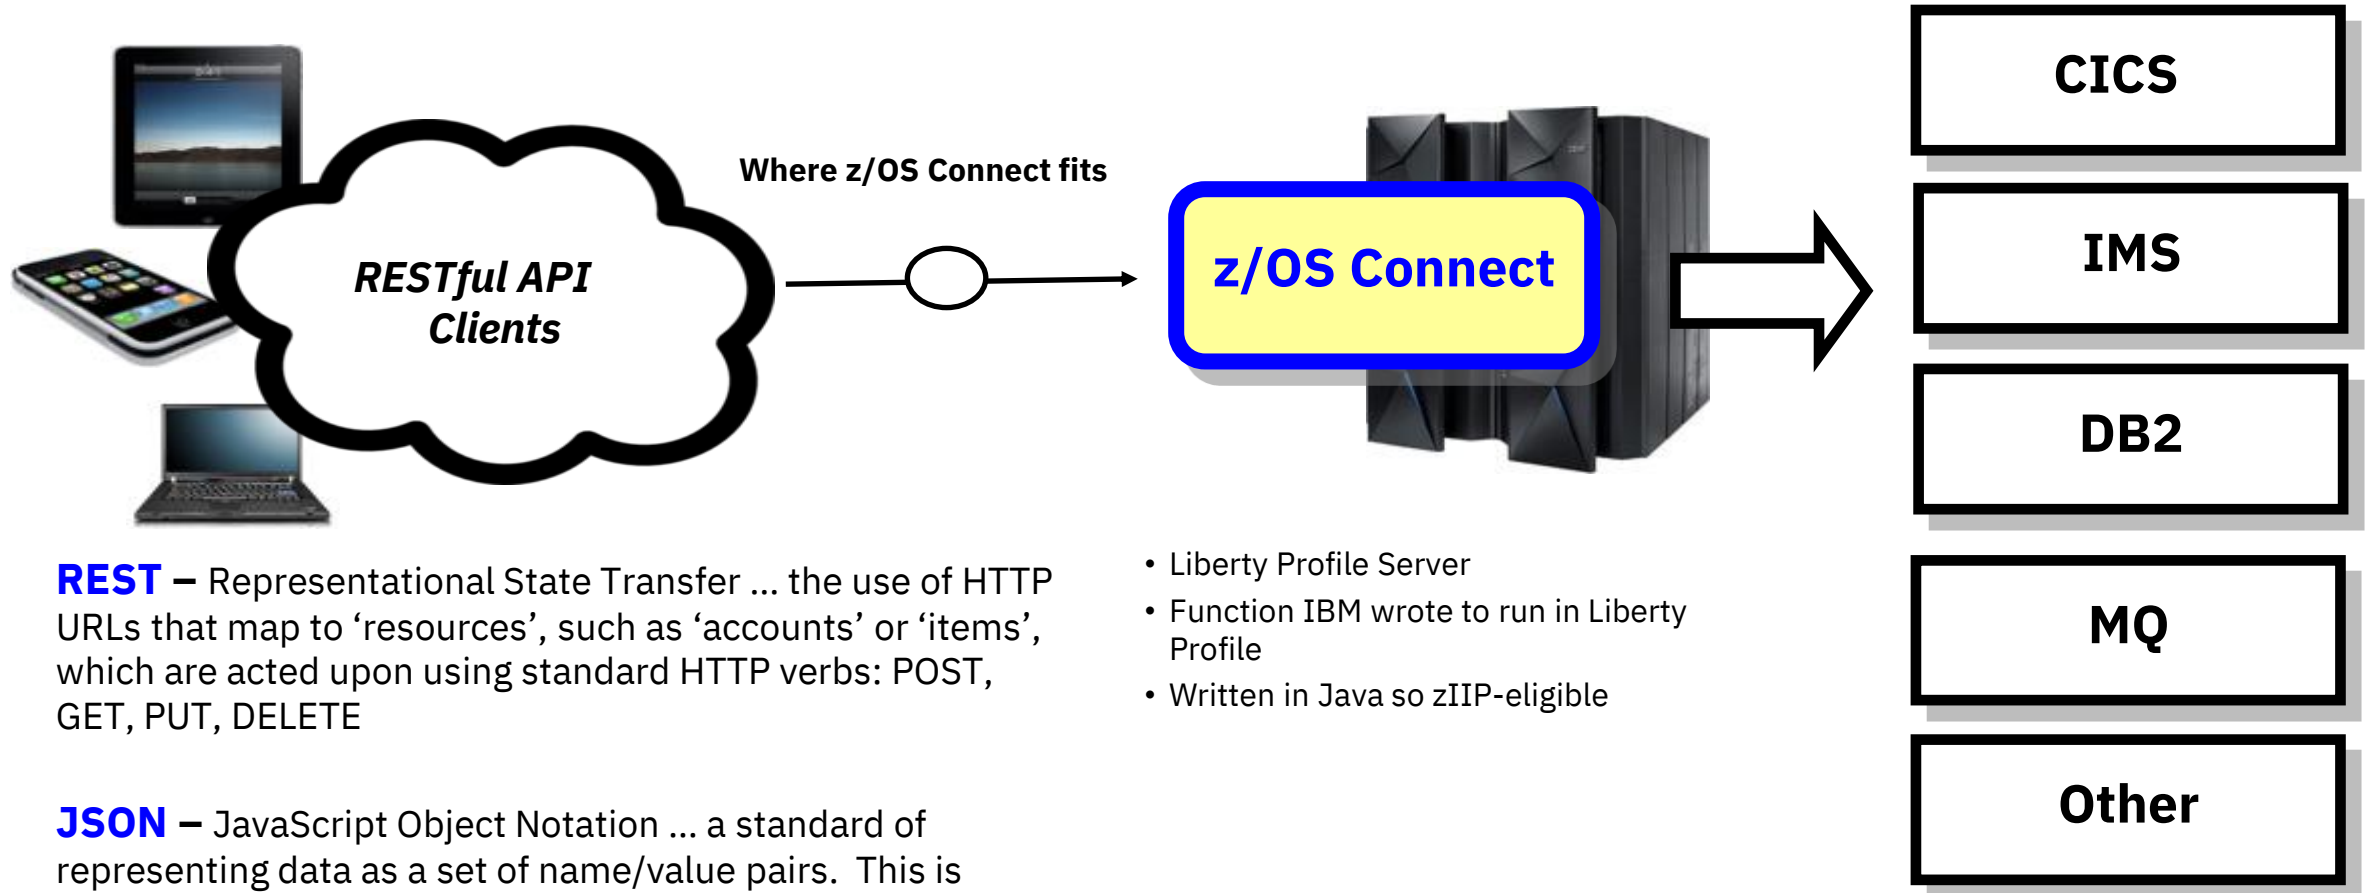 Where z/OS Connect fits
RESTful API
Clients
z/OS Connect
CICS
IMS
DB2
MQ
Other
REST – Representational State Transfer … the use of HTTP
URLs that map to ‘resources’, such as ‘accounts’ or ‘items’,
which are acted upon using standard HTTP verbs: POST,
GET, PUT, DELETE
JSON – JavaScript Object Notation … a standard of
representing data as a set of name/value pairs.  This is
• Liberty Profile Server
• Function IBM wrote to run in Liberty
Profile
• Written in Java so zIIP-eligible